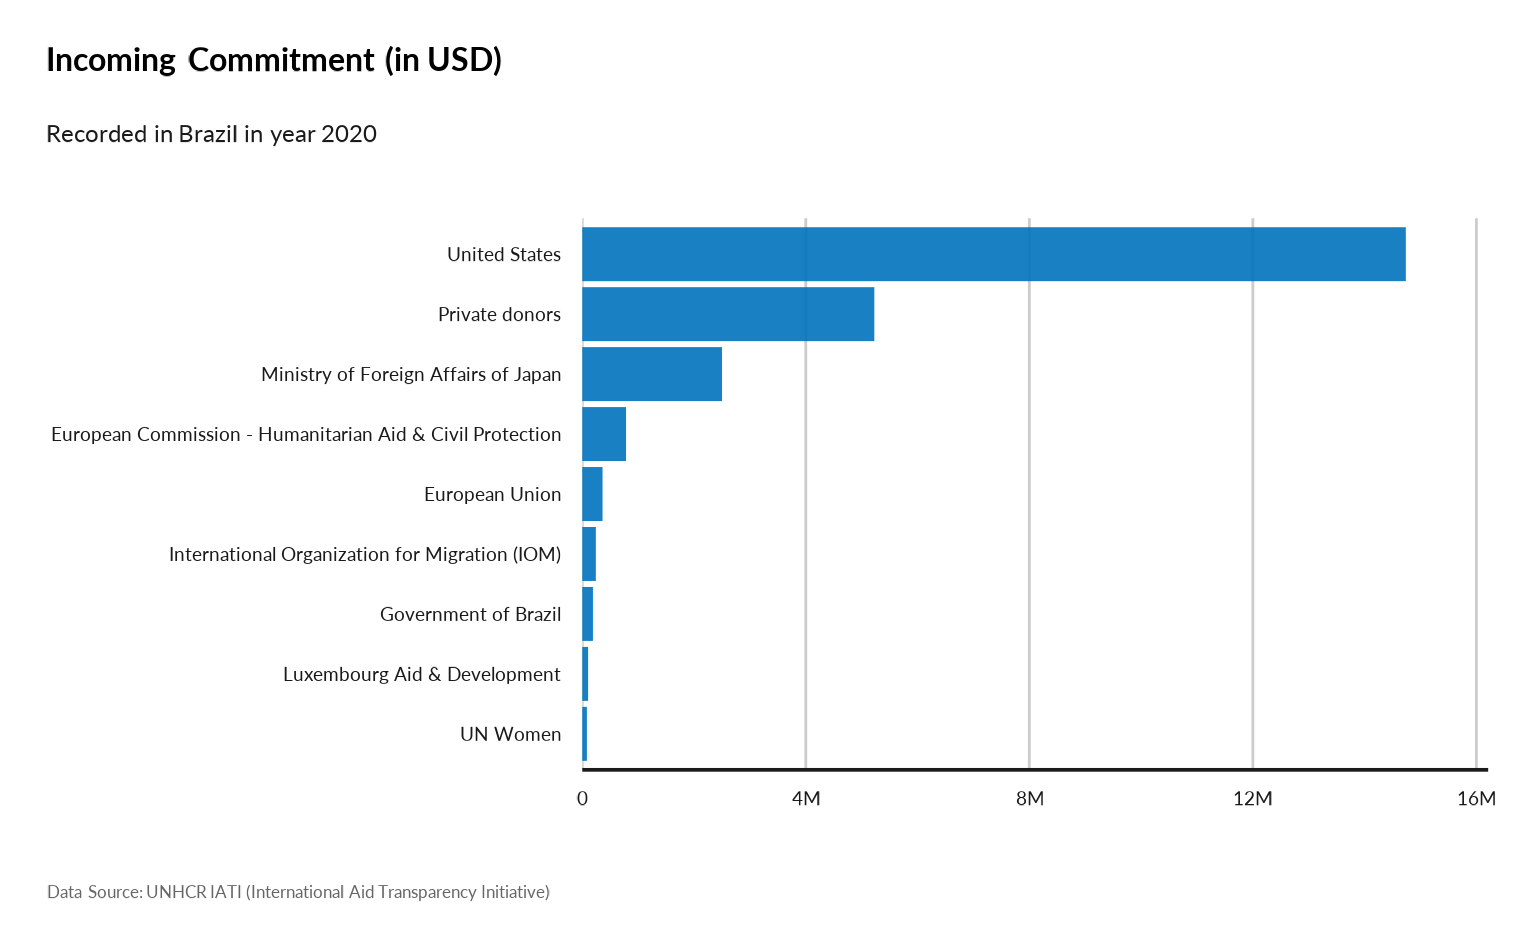 Incoming Commitment (in USD)
Recorded in Brazil in year 2020
United States
Private donors
Ministry of Foreign Affairs of Japan
European Commission - Humanitarian Aid & Civil Protection
European Union
International Organization for Migration (IOM)
Government of Brazil
Luxembourg Aid & Development
UN Women
0 4M 8M 12M 16M
Data Source: UNHCR IATI (International Aid Transparency Initiative)